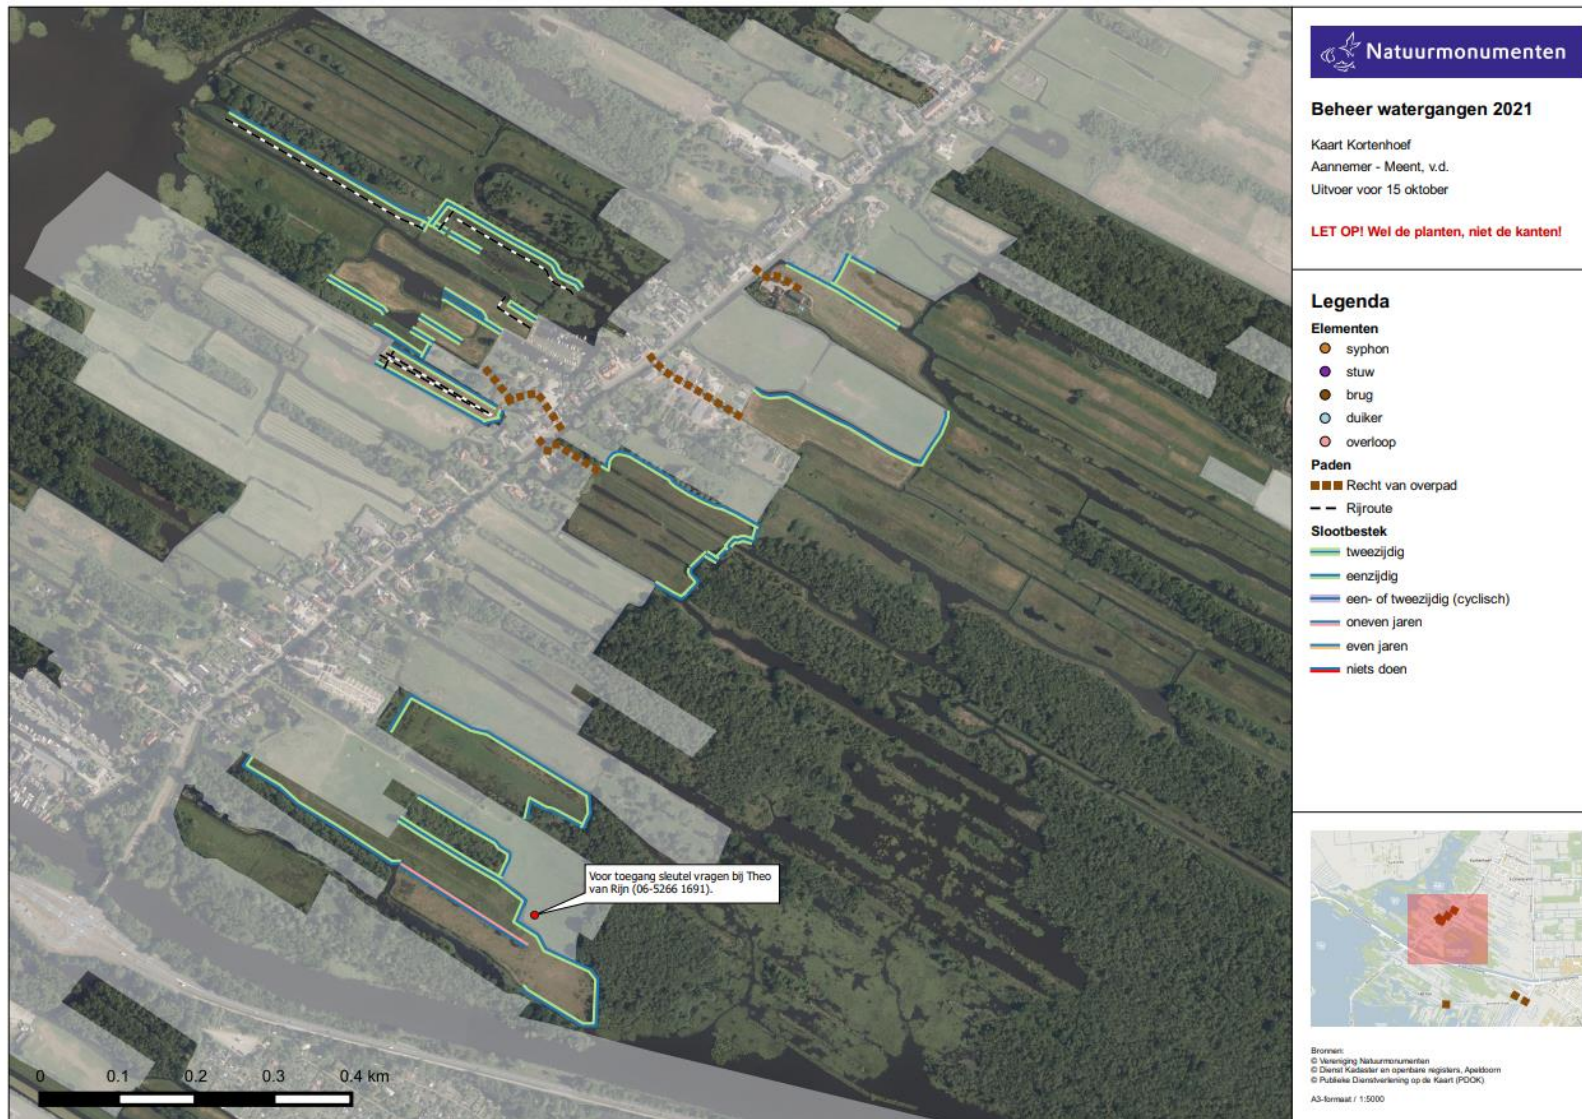 Natuurmonumenten
Beheer watergangen 2021
Kaart Kortenhoef
Aannemer - Meent, v.d.
Uitvoer voor 15 oktober
LET OP! Wel de planten, niet de kanten!
Legenda
Elementen
syphon
stuw
brug
duiker
overloop
Paden
Recht van overpad
Rijroute
Slootbestek
tweezijdig
eenzijdig
een- of tweezijdig (cyclisch)
oneven jaren
even jaren
niets doen
Voor toegang sleutel vragen bij Theo
van Rijn (06-5266 1691).
0 0.1 0.2 0.3 0.4 km
Bronnen:
© Vereniging Natuurmonumenten
© Dienst Kadaster en openbare registers, Apeldoorn
© Publieke Dienstverlening op de Kaart (PDOK)
A3-formaat / 1:5000